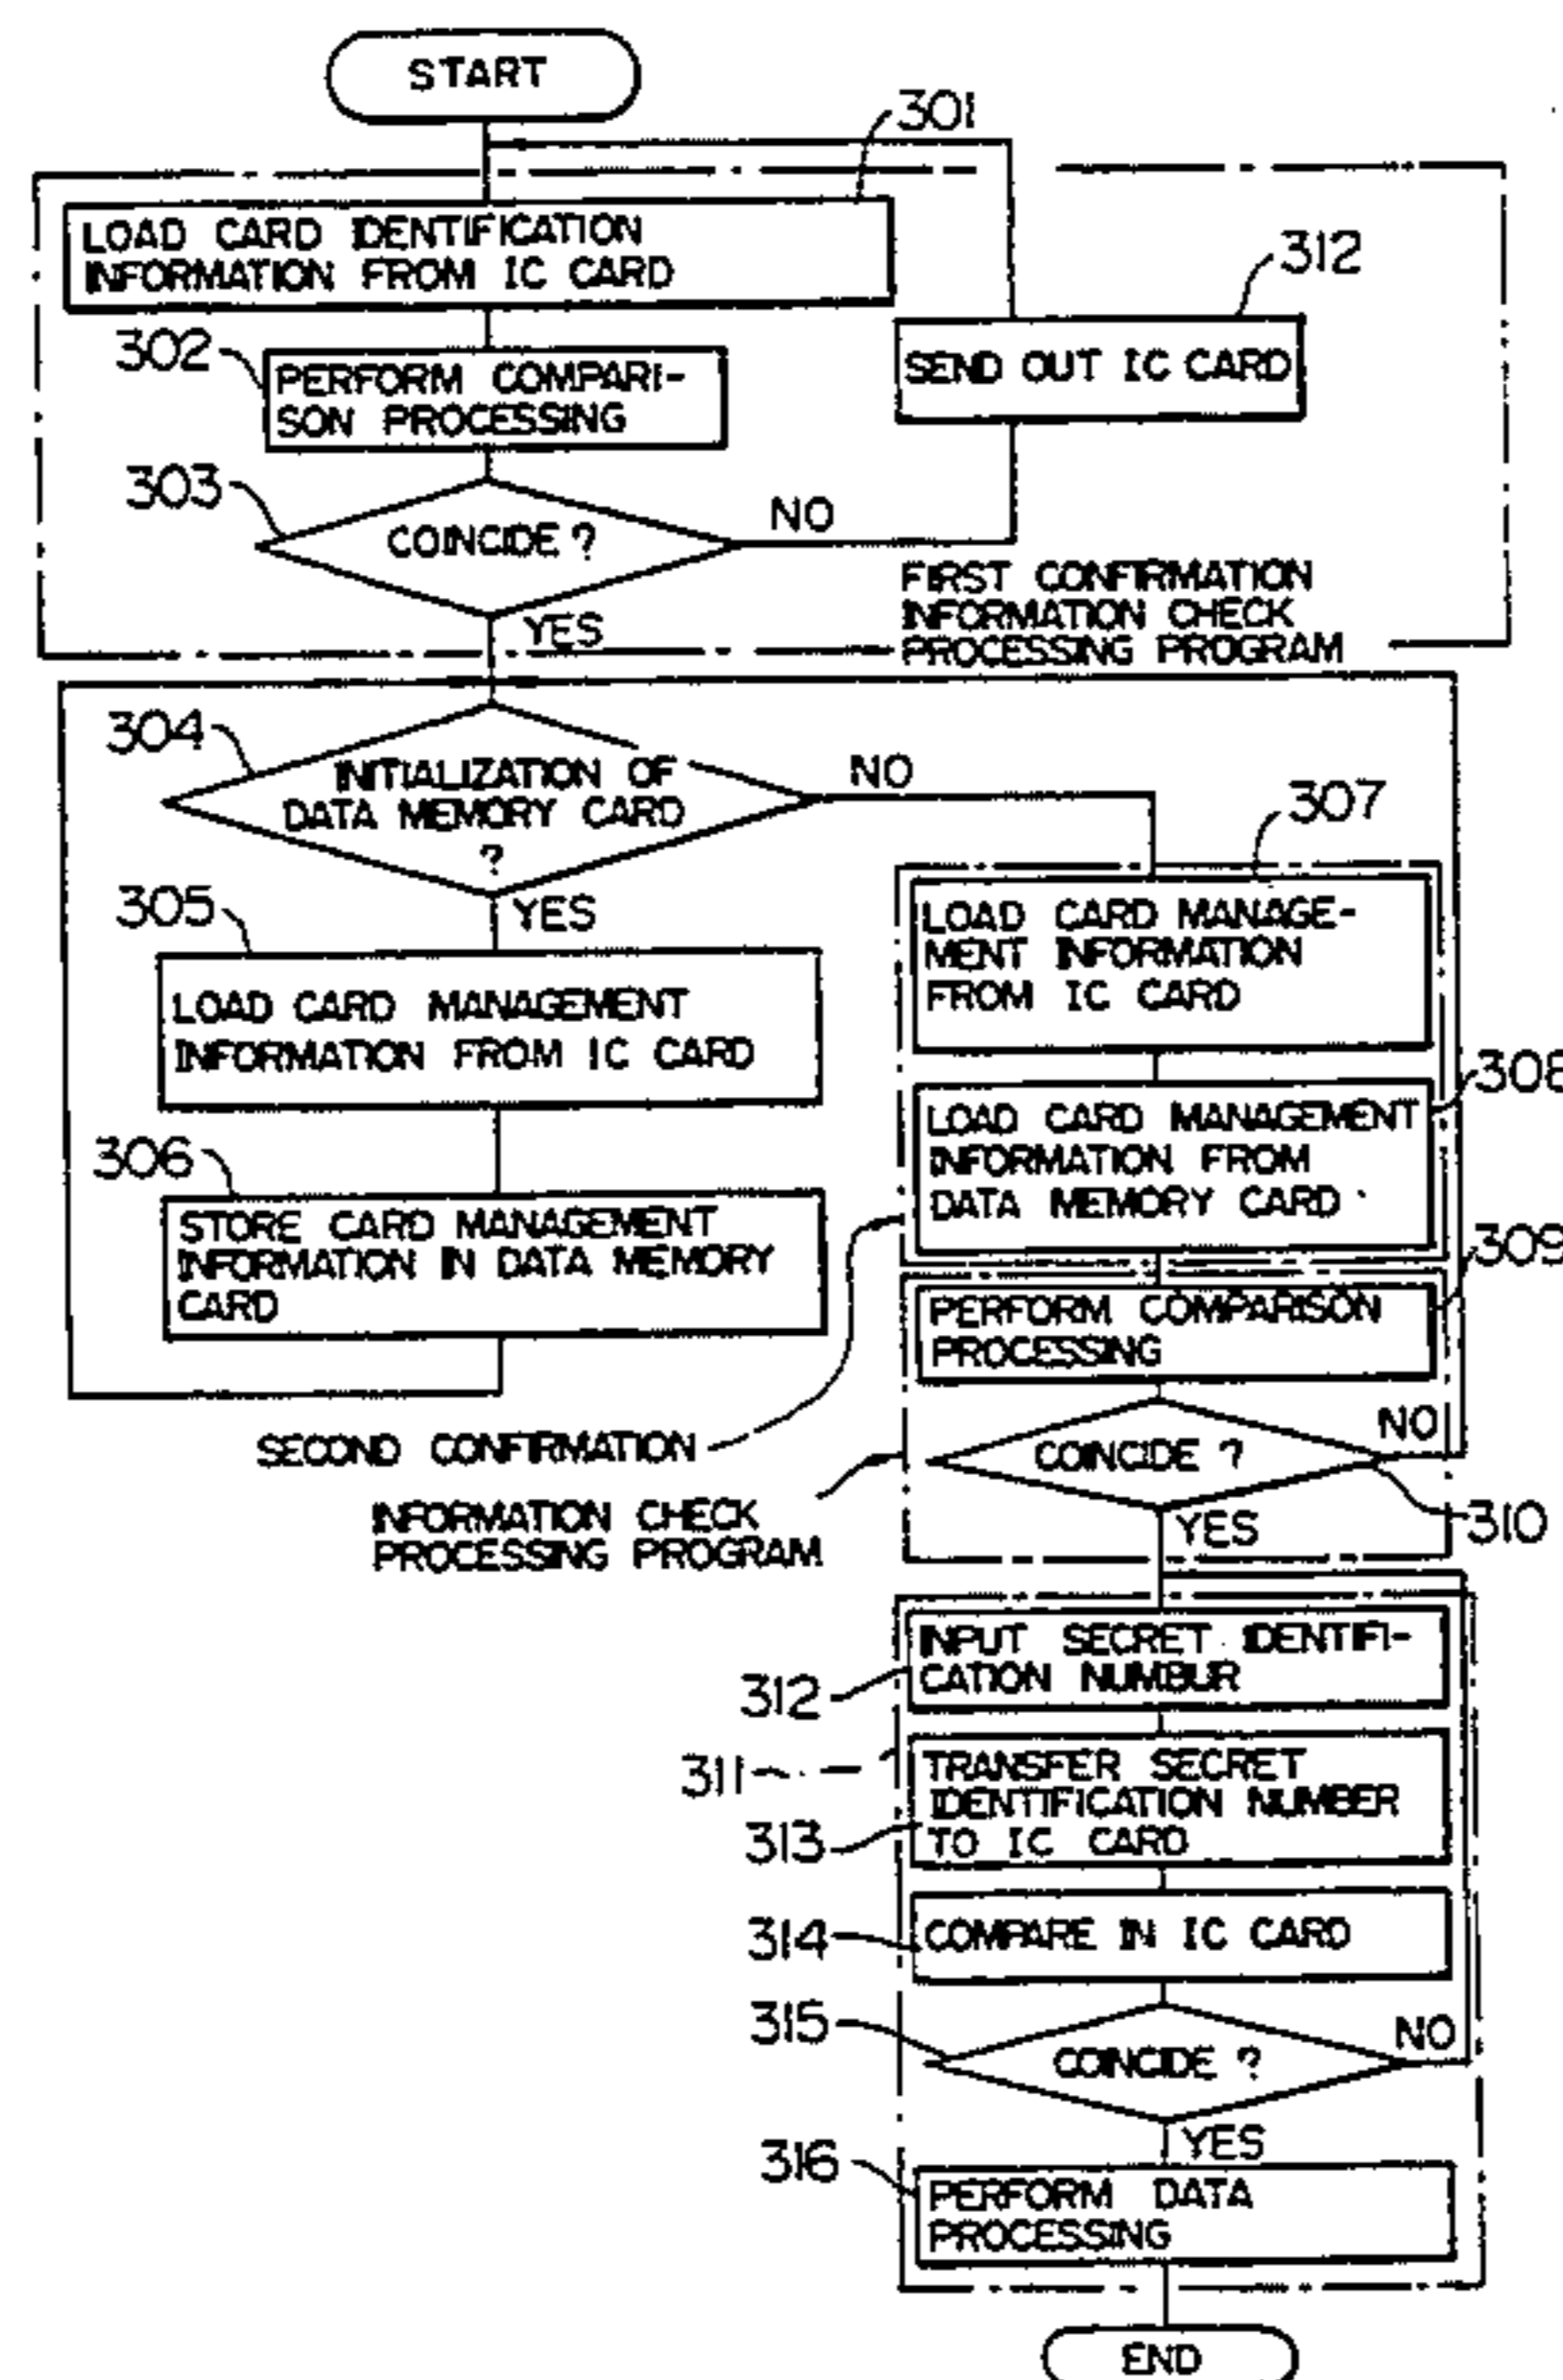 START
301
LOAD CARD IDENTIFICATION
INFORMATION FROM IC CARD
312
SEND OUT IC CARD
302
PERFORM COMPARI-
SON PROCESSING
303
COINCIDE ?
NO
YES
FIRST CONFIRMATION
INFORMATION CHECK
PROCESSING PROGRAM
304
INITIALIZATION OF
DATA MEMORY CARD
?
NO
YES
305
LOAD CARD MANAGEMENT
INFORMATION FROM IC CARD
306
STORE CARD MANAGEMENT
INFORMATION IN DATA MEMORY
CARD
307
LOAD CARD MANAGE-
MENT INFORMATION
FROM IC CARD
308
LOAD CARD MANAGEMENT
INFORMATION FROM
DATA MEMORY CARD
309
PERFORM COMPARISON
PROCESSING
SECOND CONFIRMATION
INFORMATION CHECK
PROCESSING PROGRAM
COINCIDE ?
NO
310
YES
312
INPUT SECRET IDENTIFI-
CATION NUMBUR
311
313
TRANSFER SECRET
IDENTIFICATION NUMBER
TO IC CARD
314
COMPARE IN IC CARD
315
COINCIDE ?
NO
YES
316
PERFORM DATA
PROCESSING
END